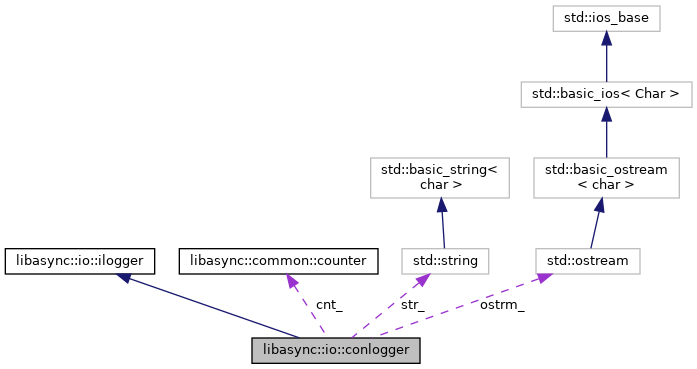 std::ios_base
std::basic_ios< Char >
std::basic_string<
char >
std::basic_ostream
< char >
libasync::io::ilogger
libasync::common::counter
std::string
std::ostream
cnt_
str_
ostrm_
libasync::io::conlogger